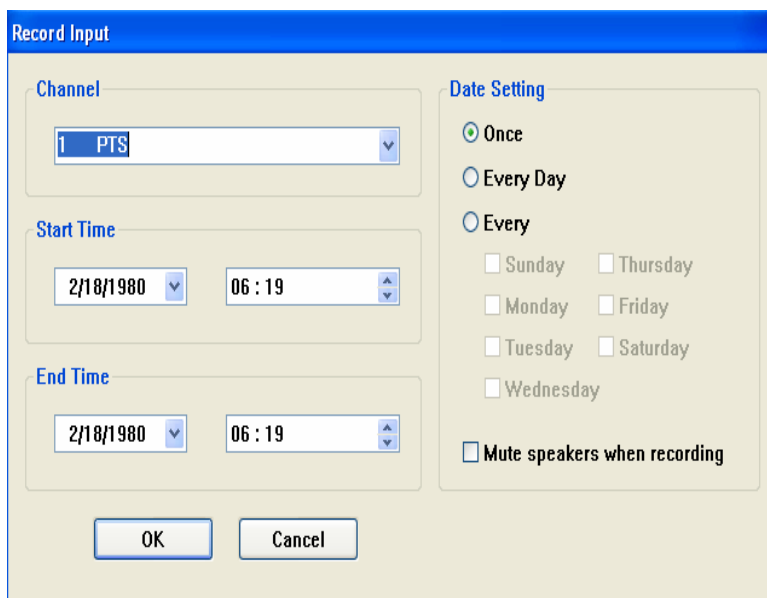 Record Input
Channel
1 PTS
Start Time
2/18/1980 06 : 19
End Time
2/18/1980 06 : 19
OK Cancel
Date Setting
Once
Every Day
Every
Sunday Thursday
Monday Friday
Tuesday Saturday
Wednesday
Mute speakers when recording